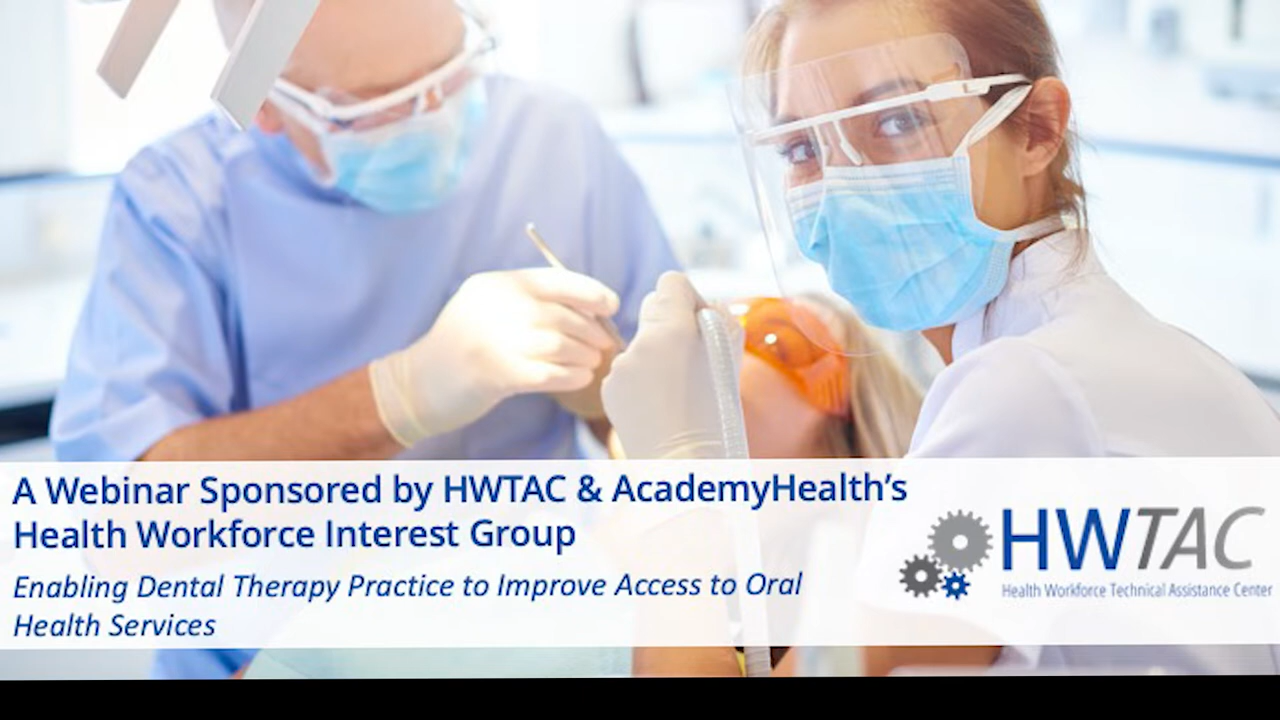 A Webinar Sponsored by HWTAC & AcademyHealth’s
Health Workforce Interest Group
Enabling Dental Therapy Practice to Improve Access to Oral
Health Services
HWTAC
Health Workforce Technical Assistance Center